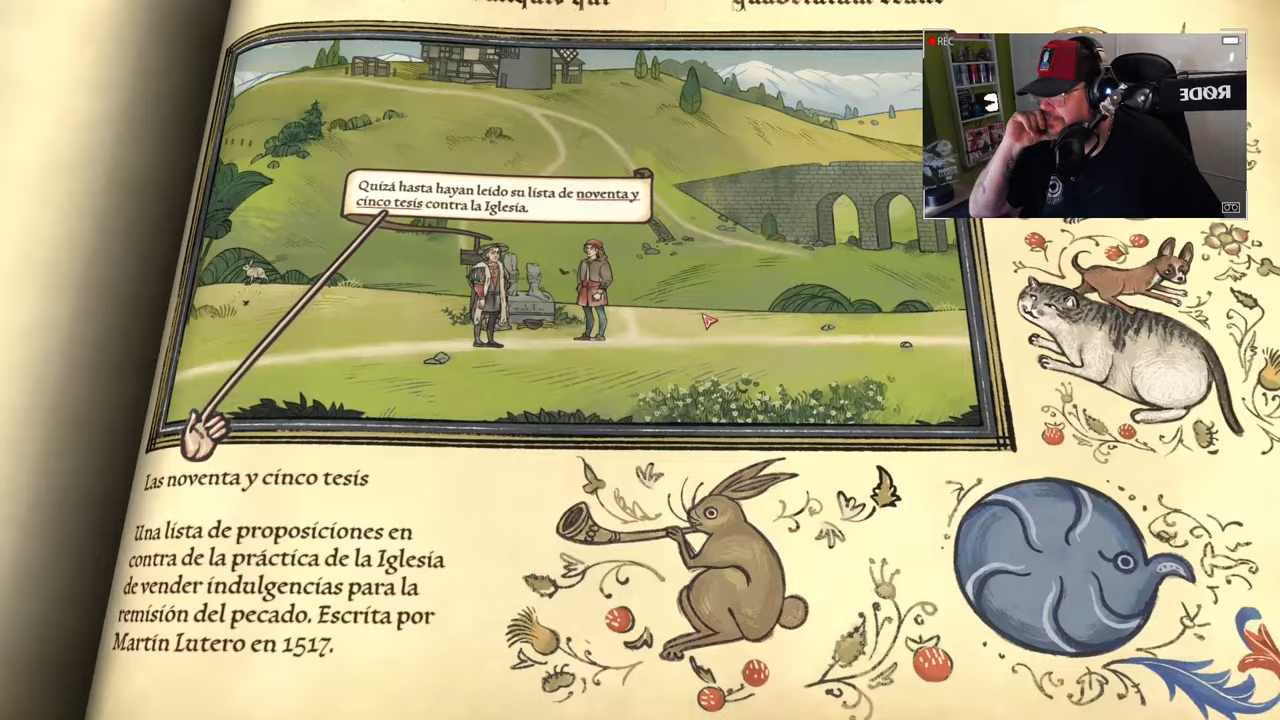 REC
RØDE
Quizá hasta hayan leído su lista de noventa y
cinco tesis contra la Iglesia.
Las noventa y cinco tesis
Una lista de proposiciones en
contra de la práctica de la Iglesia
de vender indulgencias para la
remisión del pecado. Escrita por
Martín Lutero en 1517.